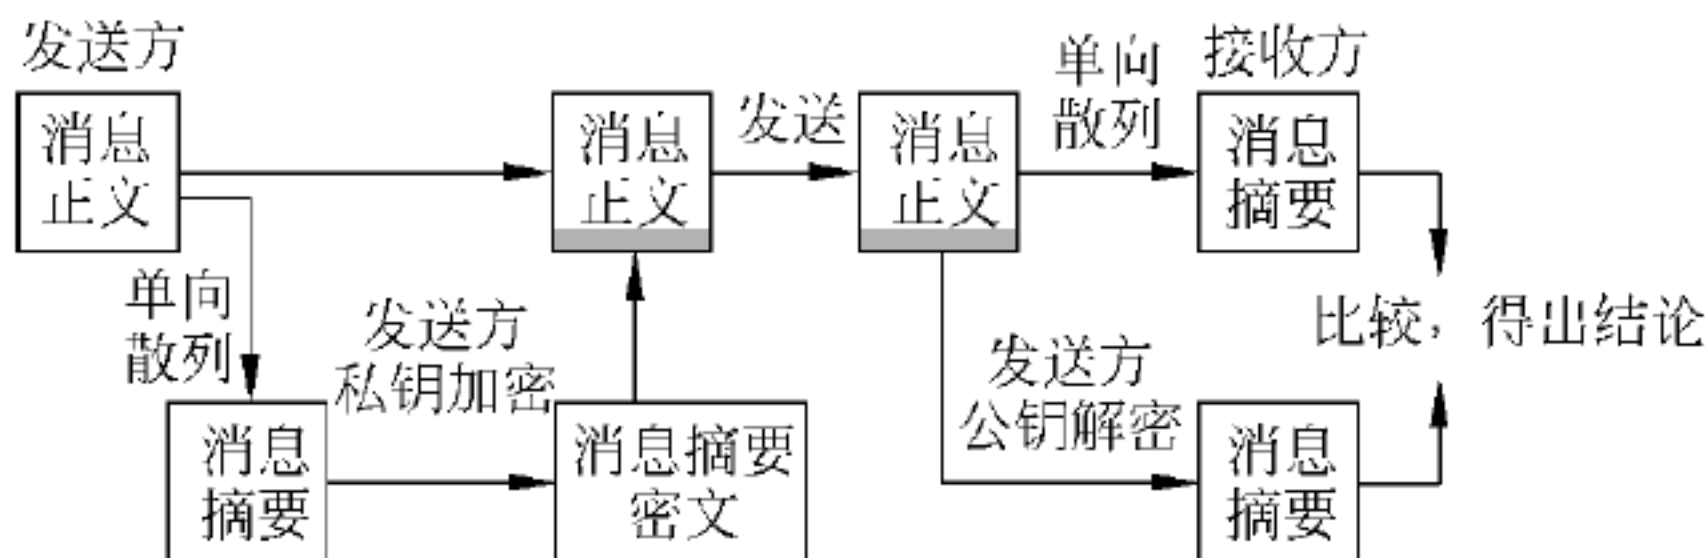 发送方
消息
正文
消息
正文
发送
消息
正文
单向
散列
接收方
消息
摘要
单向
散列
发送方
私钥加密
比较，得出结论
发送方
公钥解密
消息
摘要
消息摘要
密文
消息
摘要